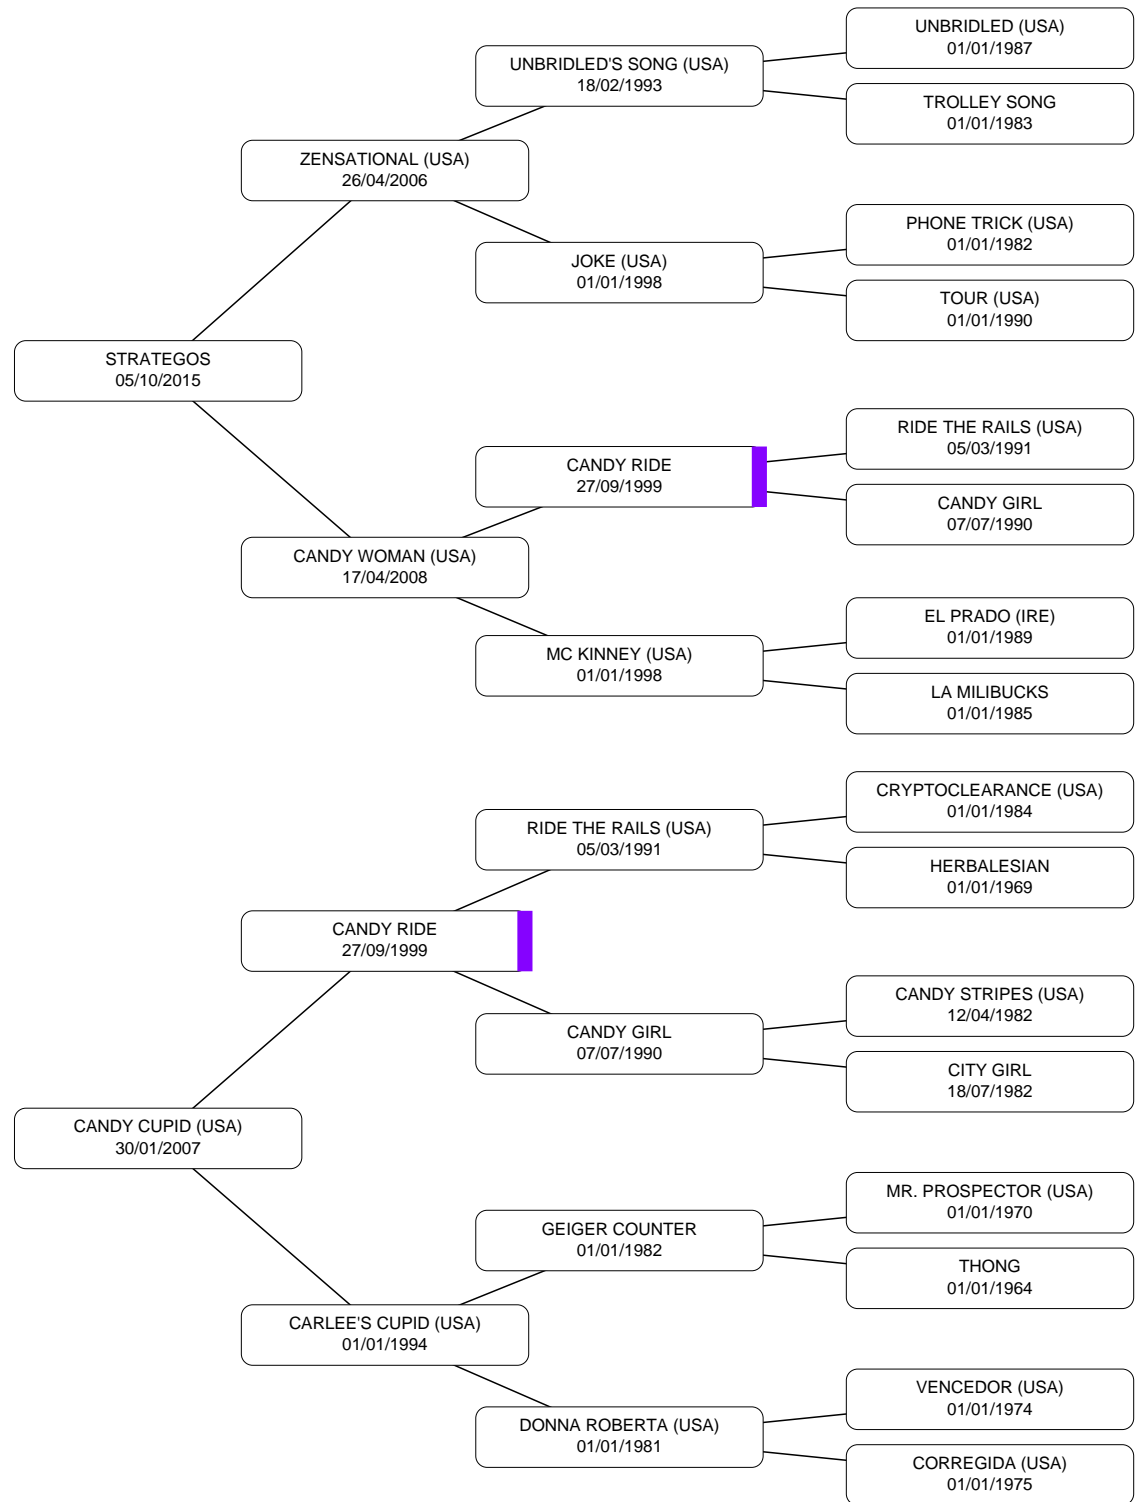 UNBRIDLED (USA)
01/01/1987
UNBRIDLED'S SONG (USA)
18/02/1993
TROLLEY SONG
01/01/1983
ZENSATIONAL (USA)
26/04/2006
PHONE TRICK (USA)
01/01/1982
JOKE (USA)
01/01/1998
TOUR (USA)
01/01/1990
STRATEGOS
05/10/2015
RIDE THE RAILS (USA)
05/03/1991
CANDY RIDE
27/09/1999
CANDY GIRL
07/07/1990
CANDY WOMAN (USA)
17/04/2008
EL PRADO (IRE)
01/01/1989
MC KINNEY (USA)
01/01/1998
LA MILIBUCKS
01/01/1985
CRYPTOCLEARANCE (USA)
01/01/1984
RIDE THE RAILS (USA)
05/03/1991
HERBALESIAN
01/01/1969
CANDY RIDE
27/09/1999
CANDY STRIPES (USA)
12/04/1982
CANDY GIRL
07/07/1990
CITY GIRL
18/07/1982
CANDY CUPID (USA)
30/01/2007
MR. PROSPECTOR (USA)
01/01/1970
GEIGER COUNTER
01/01/1982
THONG
01/01/1964
CARLEE'S CUPID (USA)
01/01/1994
VENCEDOR (USA)
01/01/1974
DONNA ROBERTA (USA)
01/01/1981
CORREGIDA (USA)
01/01/1975